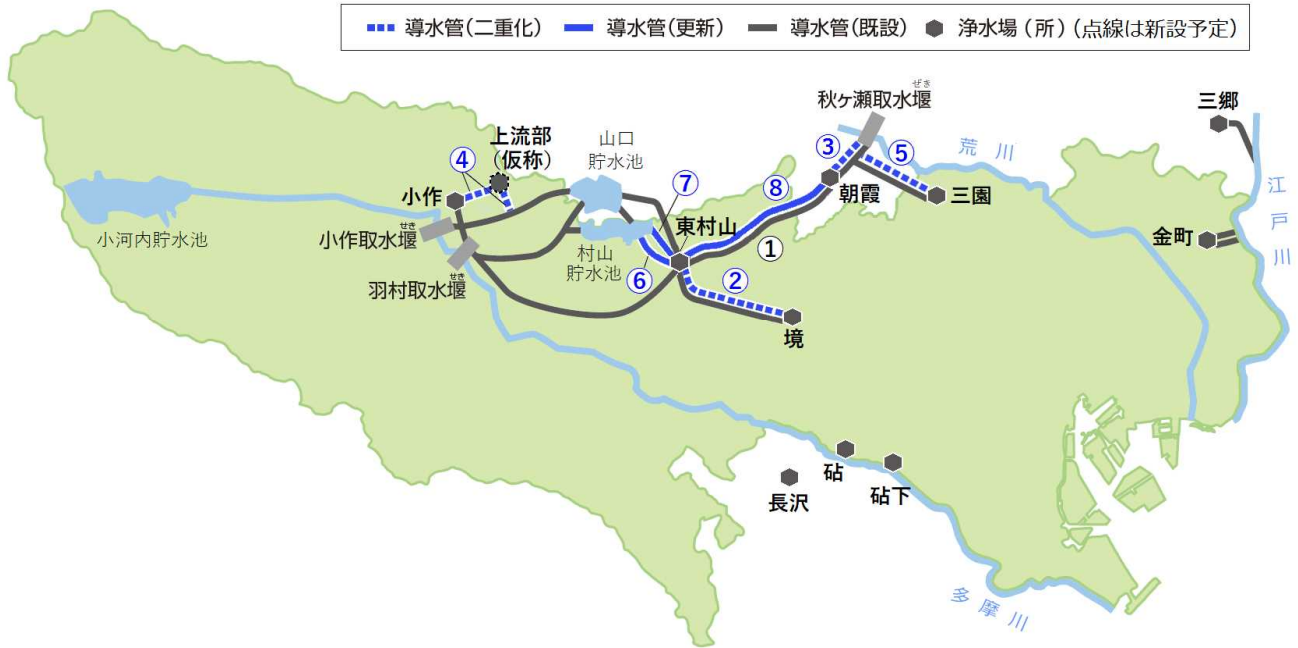 導水管(二重化) 導水管(更新) 導水管(既設) 浄水場(所)(点線は新設予定)
ぜき
秋ヶ瀬取水堰
三郷
上流部
(仮称)
山口
貯水池
荒川
③
⑤
④
⑦
⑧
小作
朝霞
三園
江戸川
小河内貯水池
ぜき
小作取水堰
東村山
金町
①
村山
貯水池
ぜき
羽村取水堰
⑥
②
境
砧
長沢
砧下
多摩川